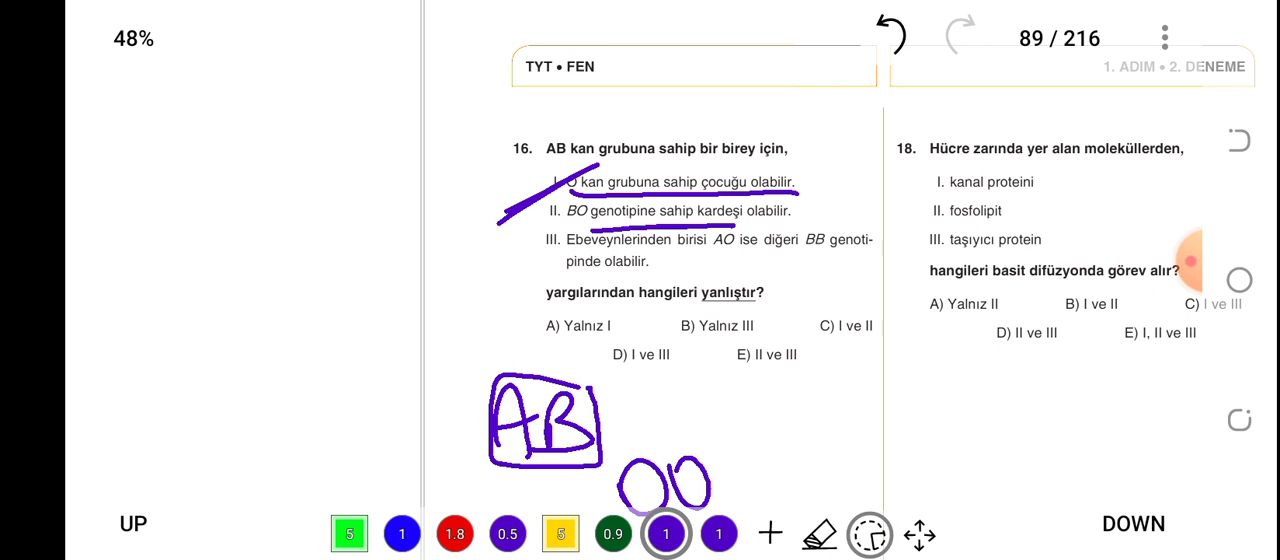 48%
89 / 216
TYT • FEN
1. ADIM • 2. DENEME
16. AB kan grubuna sahip bir birey için,
I. O kan grubuna sahip çocuğu olabilir.
II. BO genotipine sahip kardeşi olabilir.
III. Ebeveynlerinden birisi AO ise diğeri BB genoti-
pinde olabilir.
yargılarından hangileri yanlıştır?
A) Yalnız I B) Yalnız III C) I ve II
D) I ve III E) II ve III
AB
OO
18. Hücre zarında yer alan moleküllerden,
I. kanal proteini
II. fosfolipit
III. taşıyıcı protein
hangileri basit difüzyonda görev alır?
A) Yalnız II B) I ve II C) I ve III
D) II ve III E) I, II ve III
UP
5 1 1.8 0.5 5 0.9 1 1
DOWN